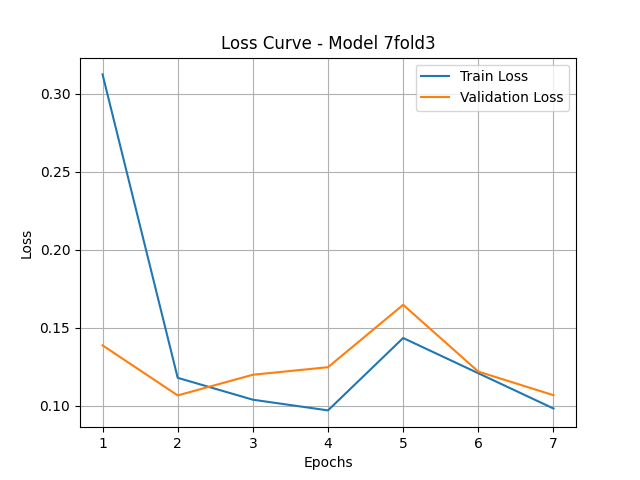 Loss Curve - Model 7fold3
Train Loss
Validation Loss
0.30
0.25
0.20
0.15
0.10
Loss
1 2 3 4 5 6 7
Epochs